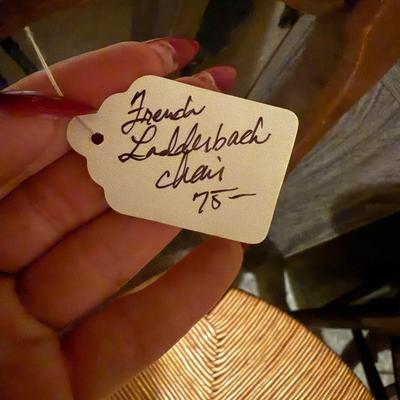 French
Ladderback
chair
75-